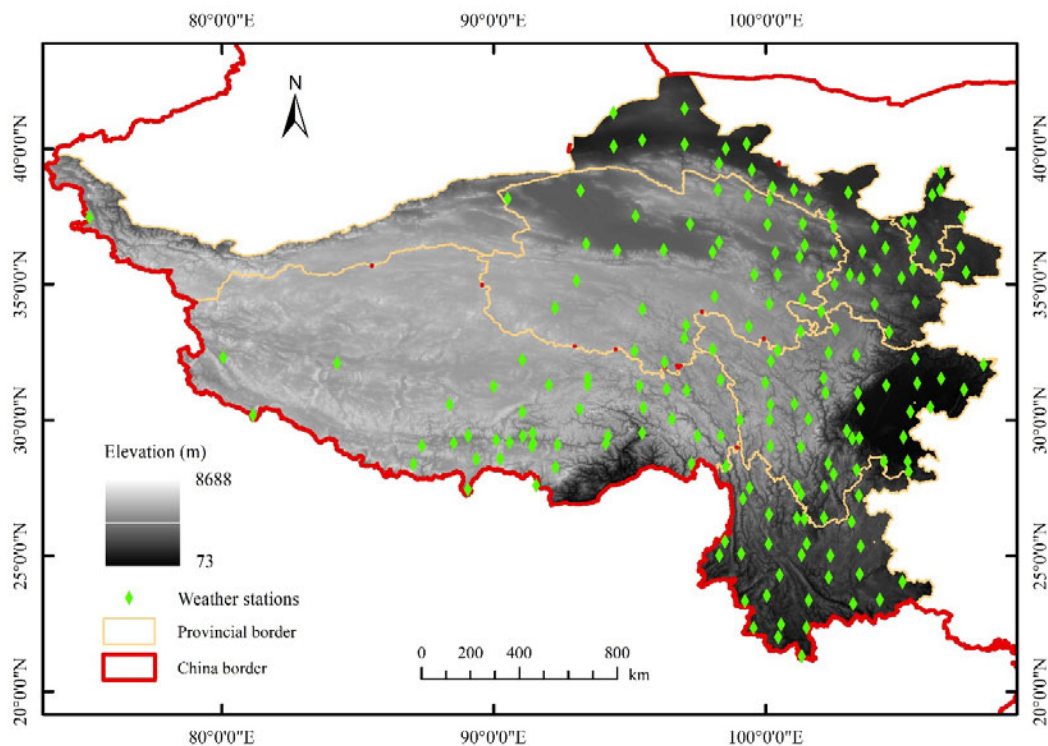 80°0'0"E 90°0'0"E 100°0'0"E
N
40°0'0"N 40°0'0"N
35°0'0"N 35°0'0"N
30°0'0"N 30°0'0"N
25°0'0"N 25°0'0"N
20°0'0"N 20°0'0"N
Elevation (m)
8688
73
Weather stations
Provincial border
China border
0 200 400 600 800
km
80°0'0"E 90°0'0"E 100°0'0"E